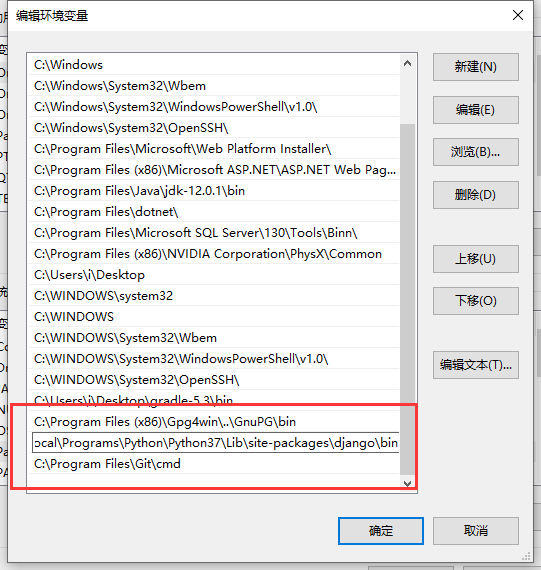 编辑环境变量
C:\Windows
C:\Windows\System32\Wbem
C:\Windows\System32\WindowsPowerShell\v1.0\
C:\Windows\System32\OpenSSH\
C:\Program Files\Microsoft\Web Platform Installer\
C:\Program Files (x86)\Microsoft ASP.NET\ASP.NET Web Pag...
C:\Program Files\Java\jdk-12.0.1\bin
C:\Program Files\dotnet\
C:\Program Files\Microsoft SQL Server\130\Tools\Binn\
C:\Program Files (x86)\NVIDIA Corporation\PhysX\Common
C:\Users\i\Desktop
C:\WINDOWS\system32
C:\WINDOWS
C:\WINDOWS\System32\Wbem
C:\WINDOWS\System32\WindowsPowerShell\v1.0\
C:\WINDOWS\System32\OpenSSH\
C:\Users\i\Desktop\gradle-5.3\bin
C:\Program Files (x86)\Gpg4win\..\GnuPG\bin
ocal\Programs\Python\Python37\Lib\site-packages\django\bin
C:\Program Files\Git\cmd
新建(N)
编辑(E)
浏览(B)...
删除(D)
上移(U)
下移(O)
编辑文本(T)...
确定
取消